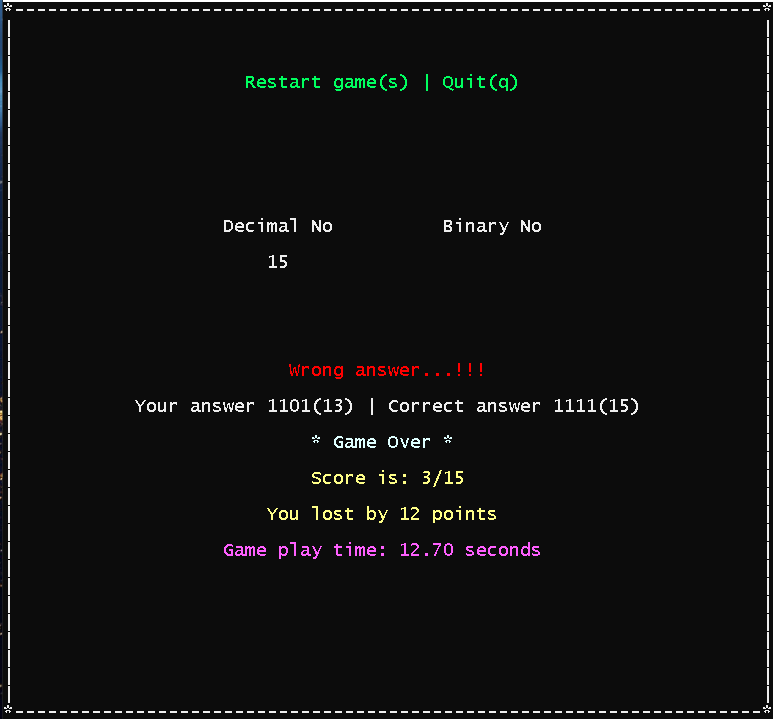 Restart game(s) | Quit(q)
Decimal No Binary No
15
Wrong answer...!!!
Your answer 1101(13) | Correct answer 1111(15)
* Game Over *
Score is: 3/15
You lost by 12 points
Game play time: 12.70 seconds